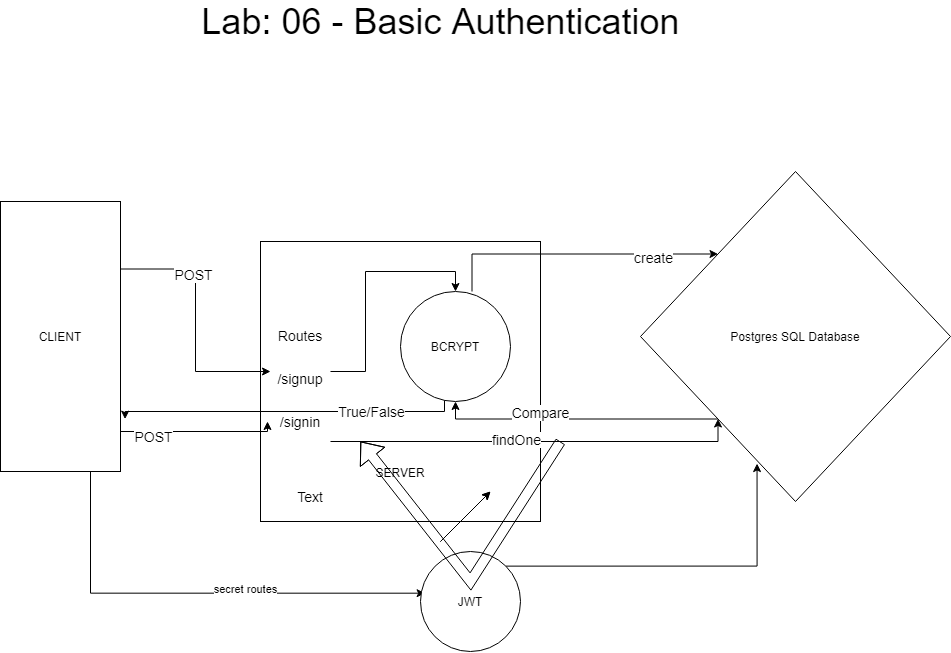 Lab: 06 - Basic Authentication
POST
create
CLIENT
Routes
BCRYPT
Postgres SQL Database
/signup
True/False
Compare
/signin
POST
findOne
SERVER
Text
secret routes
JWT